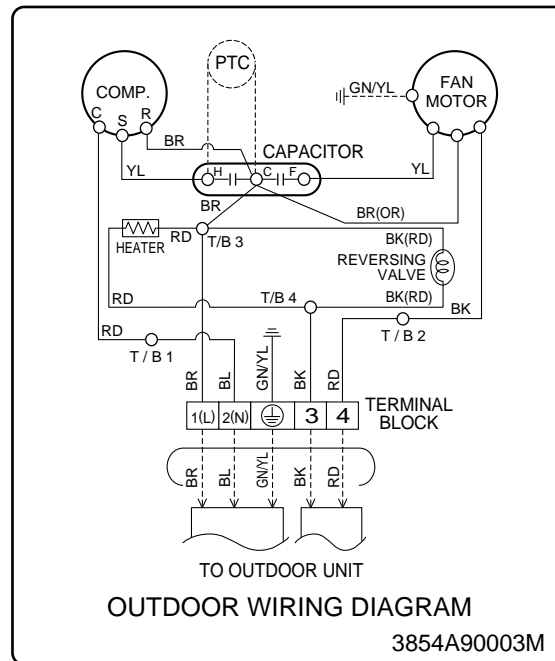 PTC
COMP.
C
S
R
GN/YL
FAN
MOTOR
BR
CAPACITOR
YL
H
C
F
YL
BR
BR(OR)
HEATER
RD
T/B 3
BK(RD)
REVERSING
VALVE
RD
T/B 4
BK(RD)
BK
RD
T / B 1
T / B 2
BR
BL
GN/YL
BK
RD
1(L)
2(N)
3
4
TERMINAL
BLOCK
BR
BL
GN/YL
BK
RD
TO OUTDOOR UNIT
OUTDOOR WIRING DIAGRAM
3854A90003M